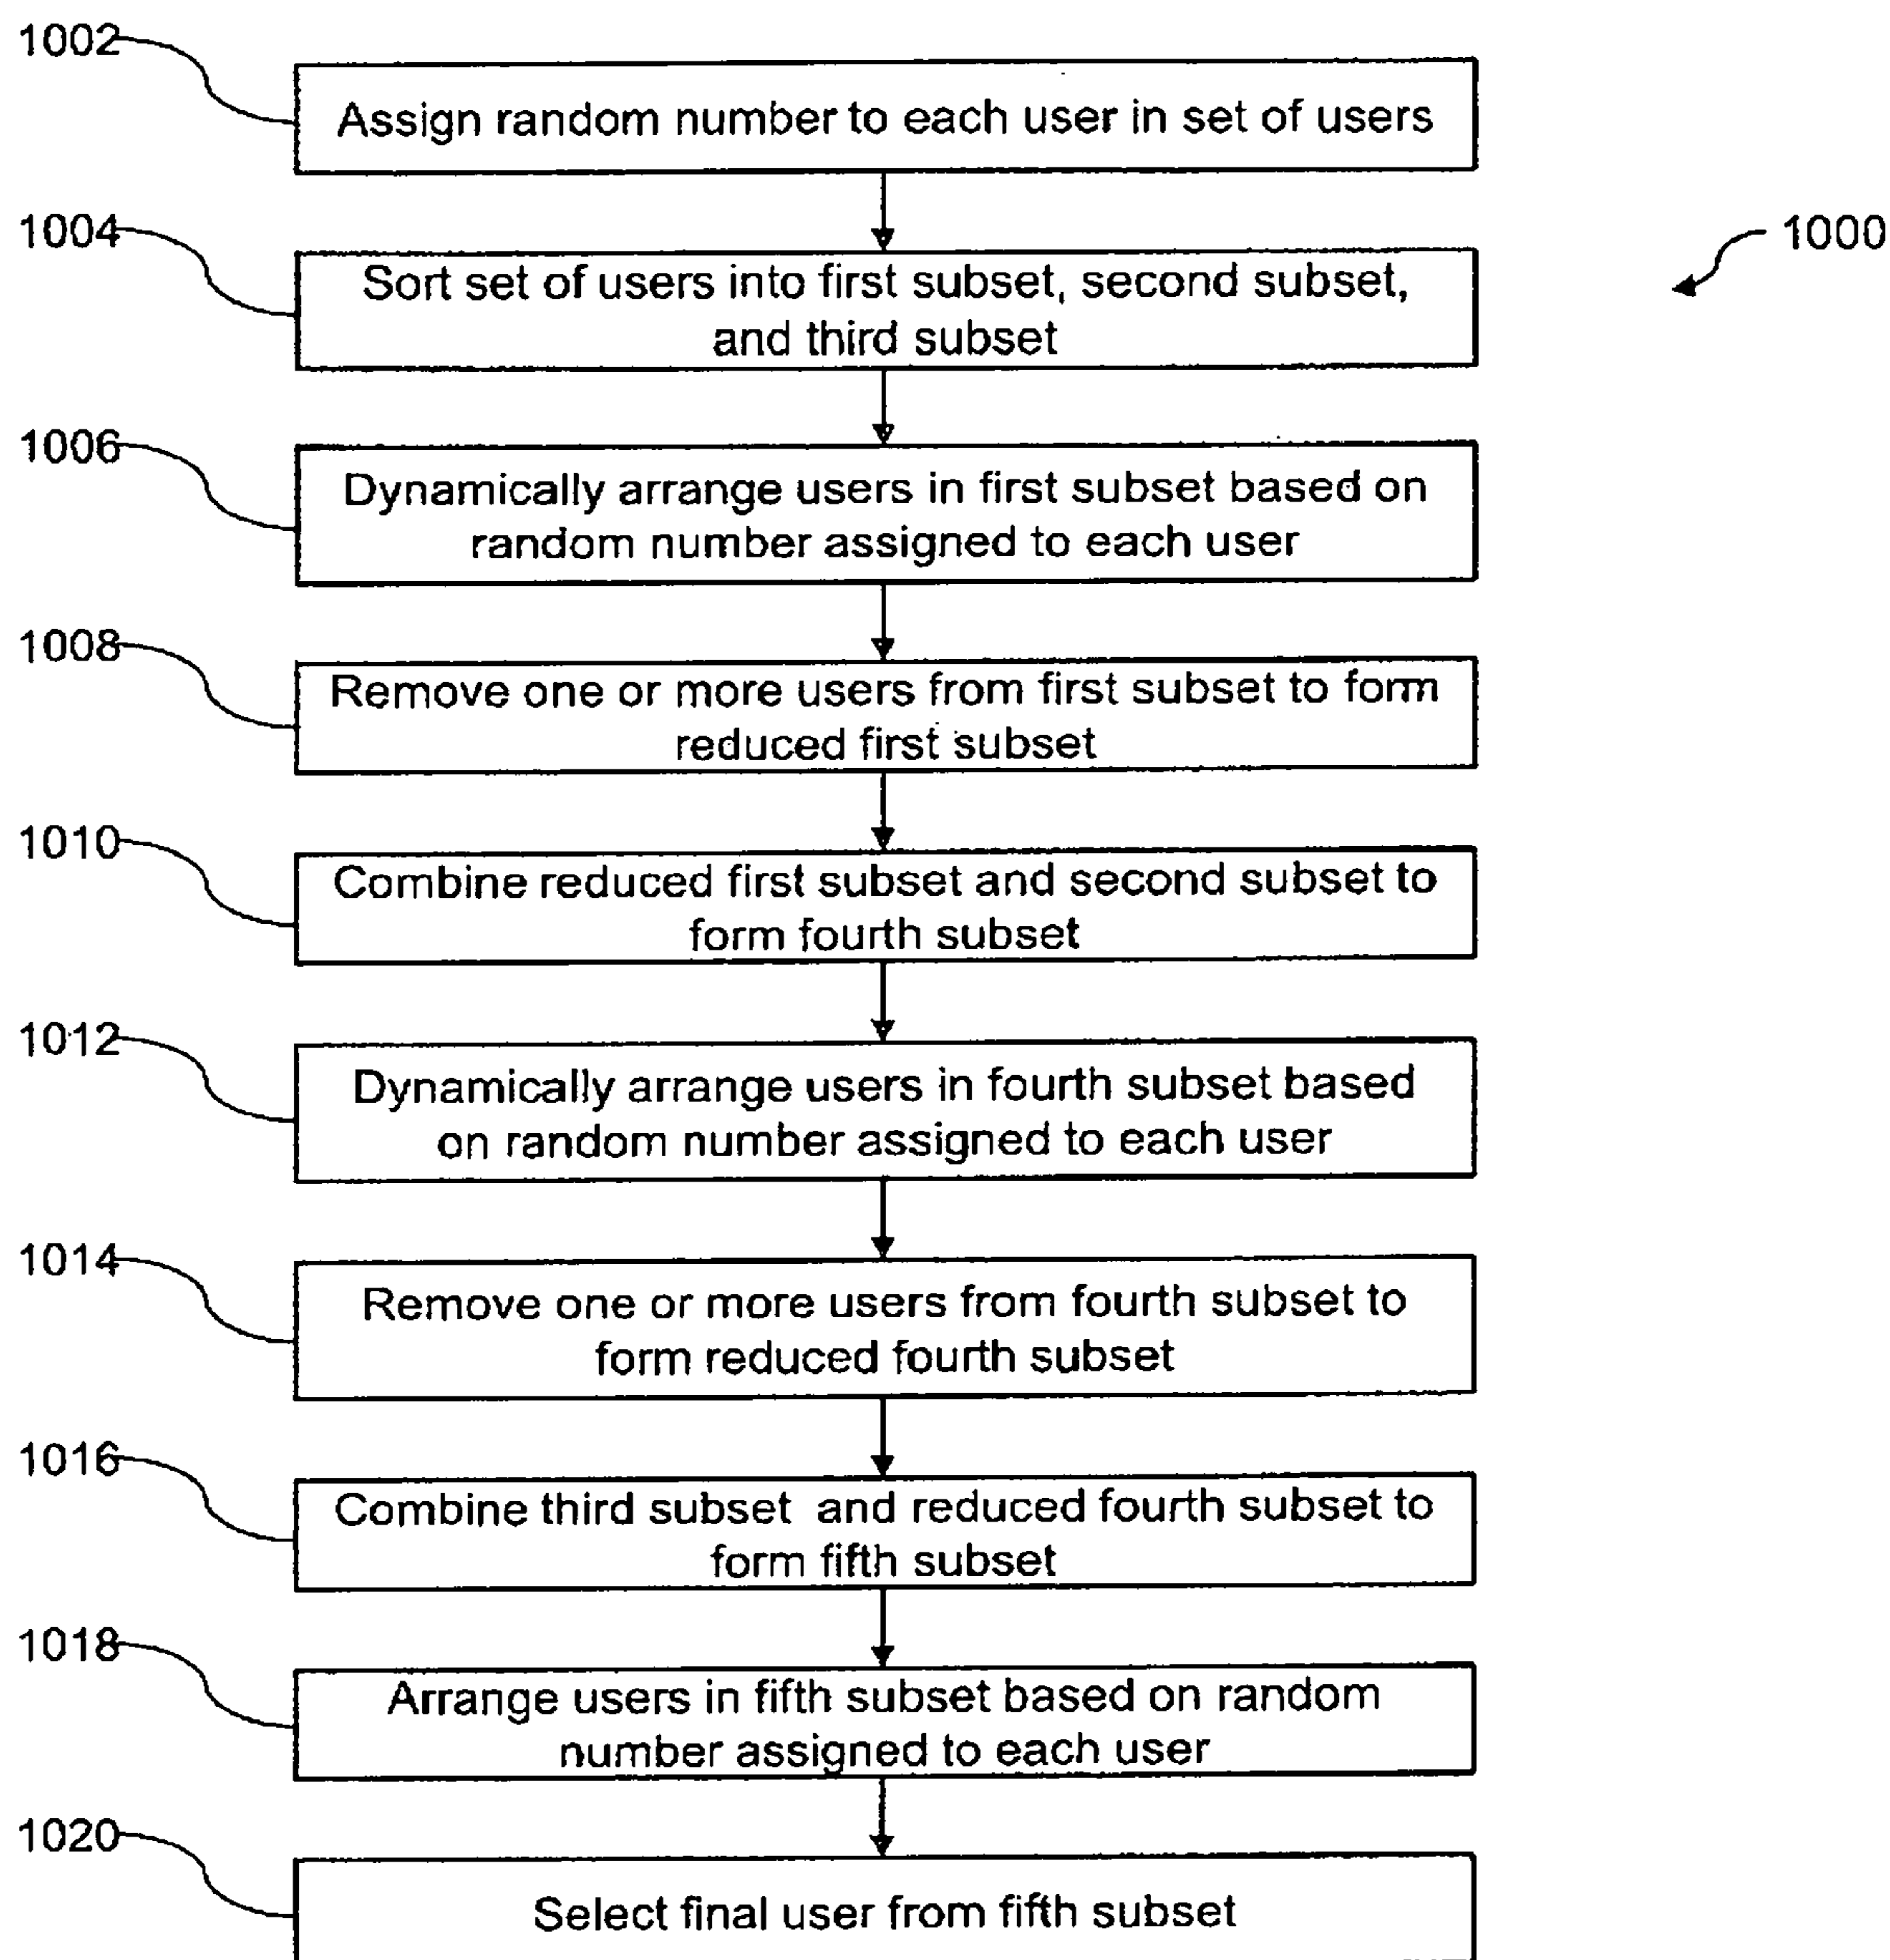 1002
Assign random number to each user in set of users
1004
1000
Sort set of users into first subset, second subset,
and third subset
1006
Dynamically arrange users in first subset based on
random number assigned to each user
1008
Remove one or more users from first subset to form
reduced first subset
1010
Combine reduced first subset and second subset to
form fourth subset
1012
Dynamically arrange users in fourth subset based
on random number assigned to each user
1014
Remove one or more users from fourth subset to
form reduced fourth subset
1016
Combine third subset and reduced fourth subset to
form fifth subset
1018
Arrange users in fifth subset based on random
number assigned to each user
1020
Select final user from fifth subset